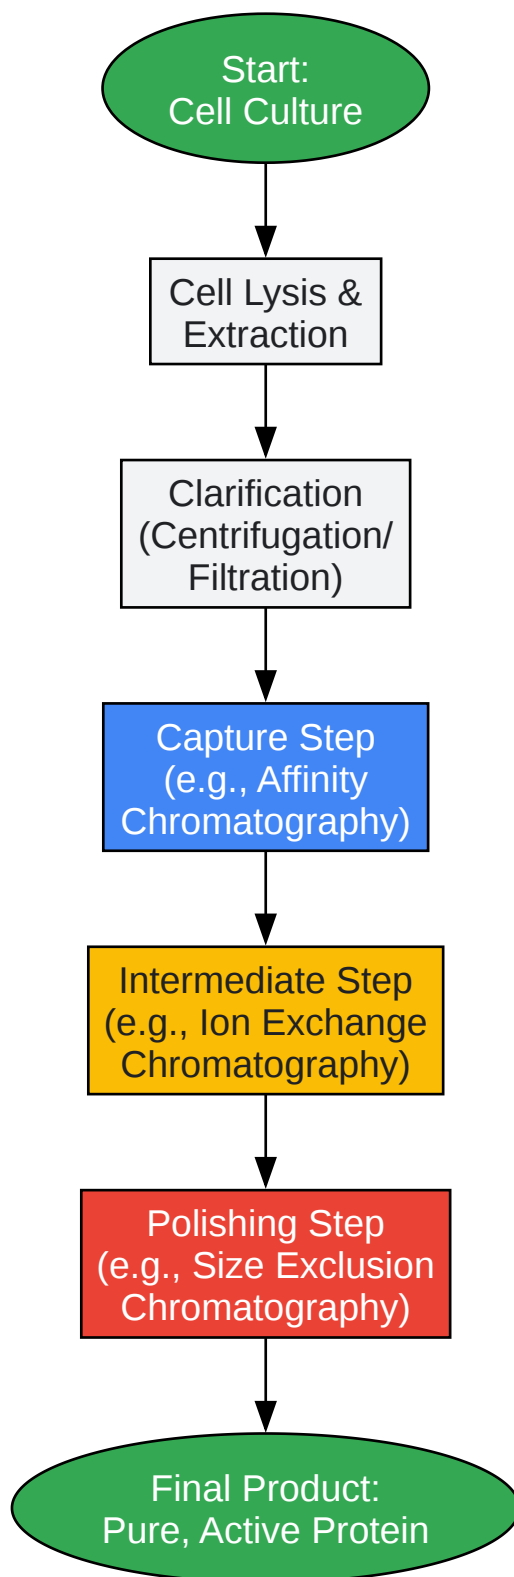 Start:
Cell Culture
Cell Lysis &
Extraction
Clarification
(Centrifugation/
Filtration)
Capture Step
(e.g., Affinity
Chromatography)
Intermediate Step
(e.g., Ion Exchange
Chromatography)
Polishing Step
(e.g., Size Exclusion
Chromatography)
Final Product:
Pure, Active Protein